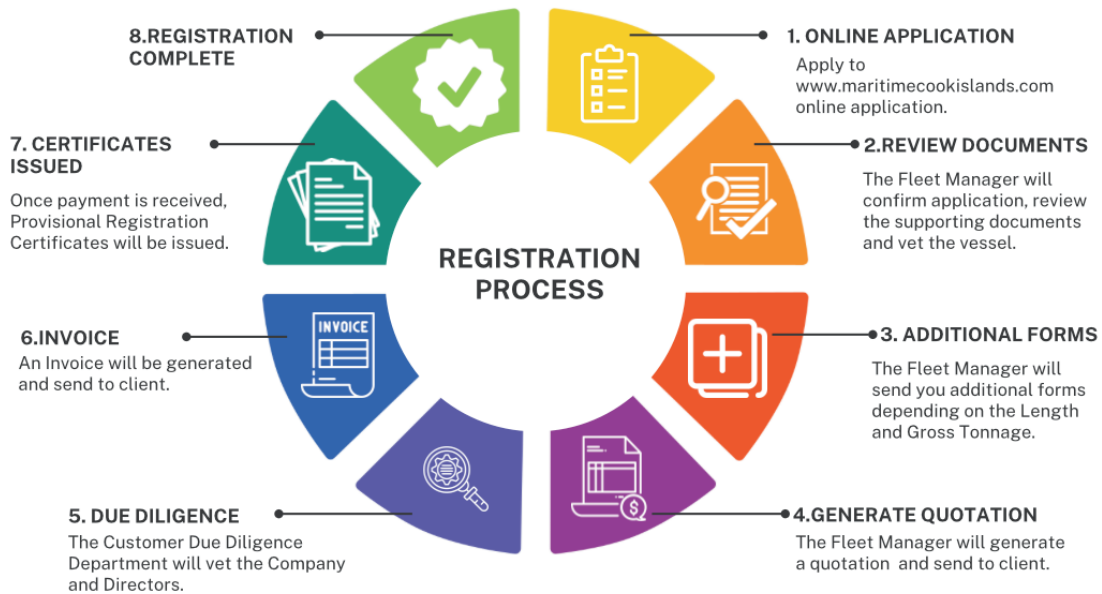 REGISTRATION
PROCESS
1. ONLINE APPLICATION
Apply to
www.maritimecookislands.com
online application.
2.REVIEW DOCUMENTS
The Fleet Manager will
confirm application, review
the supporting documents
and vet the vessel.
3. ADDITIONAL FORMS
The Fleet Manager will
send you additional forms
depending on the Length
and Gross Tonnage.
4.GENERATE QUOTATION
The Fleet Manager will generate
a quotation and send to client.
$
5. DUE DILIGENCE
The Customer Due Diligence
Department will vet the Company
and Directors.
6.INVOICE
An Invoice will be generated
and send to client.
INVOICE
7. CERTIFICATES
ISSUED
Once payment is received,
Provisional Registration
Certificates will be issued.
8.REGISTRATION
COMPLETE